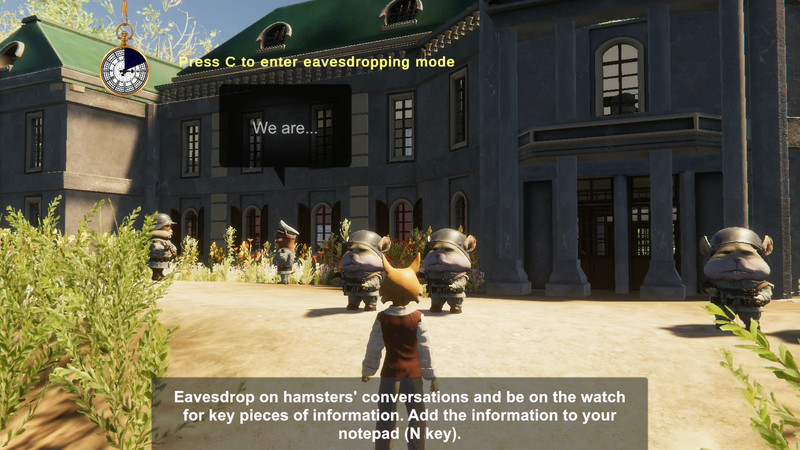 Press C to enter eavesdropping mode
We are...
Eavesdrop on hamsters' conversations and be on the watch
for key pieces of information. Add the information to your
notepad (N key).